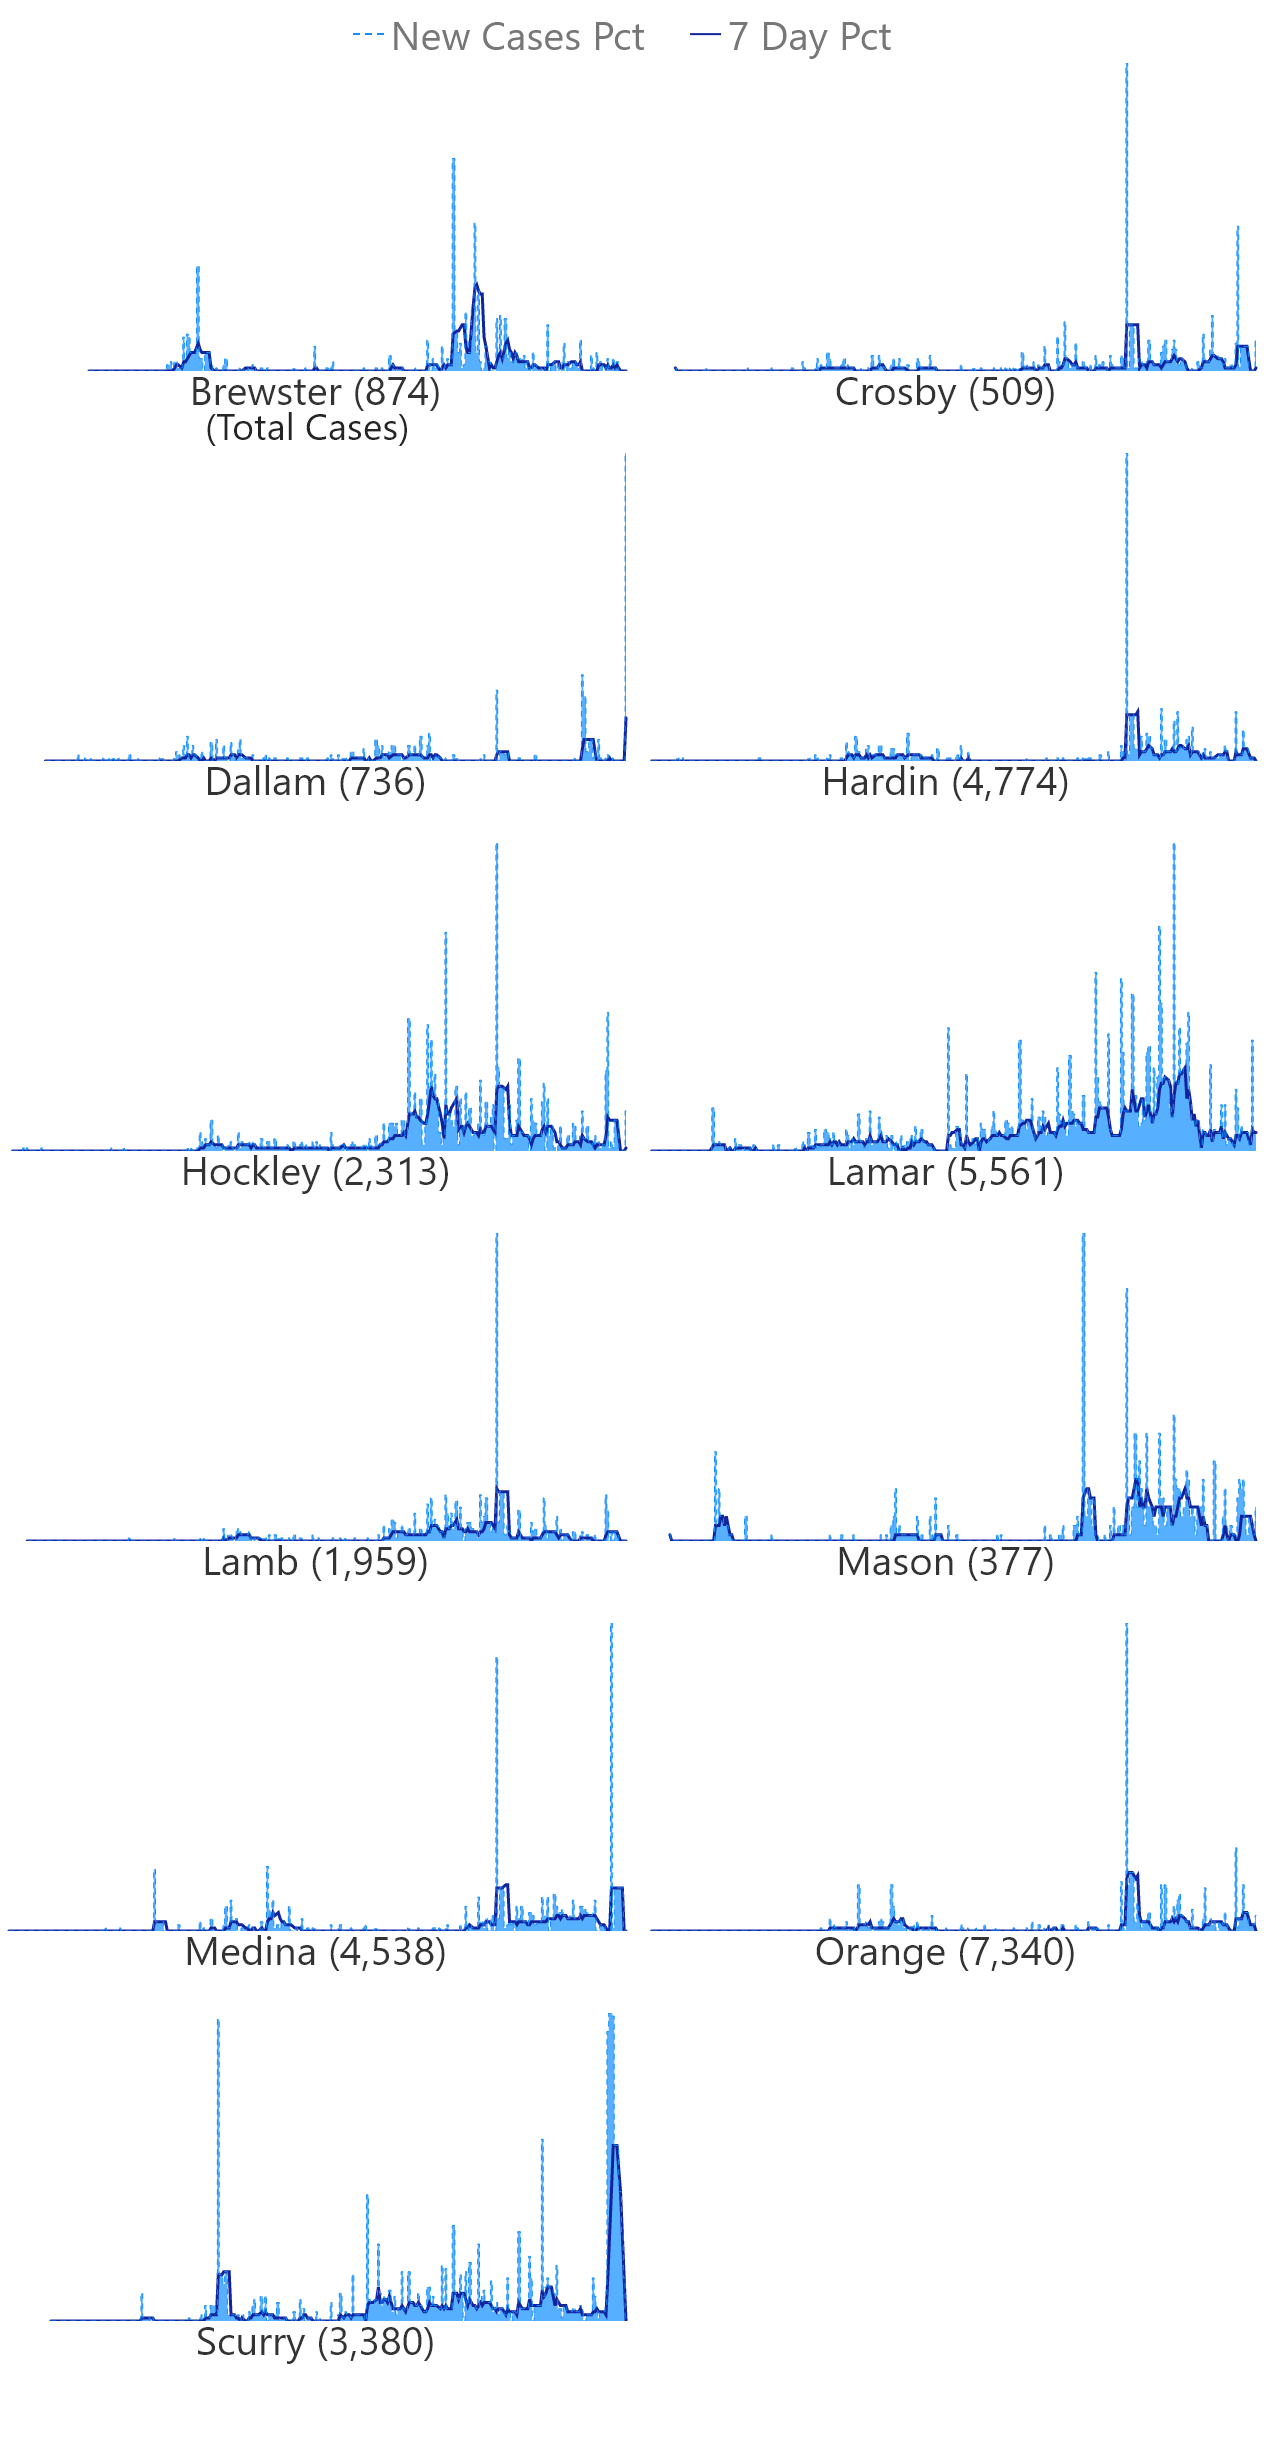 New Cases Pct 7 Day Pct
Brewster (874) Crosby (509)
(Total Cases)
Dallam (736) Hardin (4,774)
Hockley (2,313) Lamar (5,561)
Lamb (1,959) Mason (377)
Medina (4,538) Orange (7,340)
Scurry (3,380)